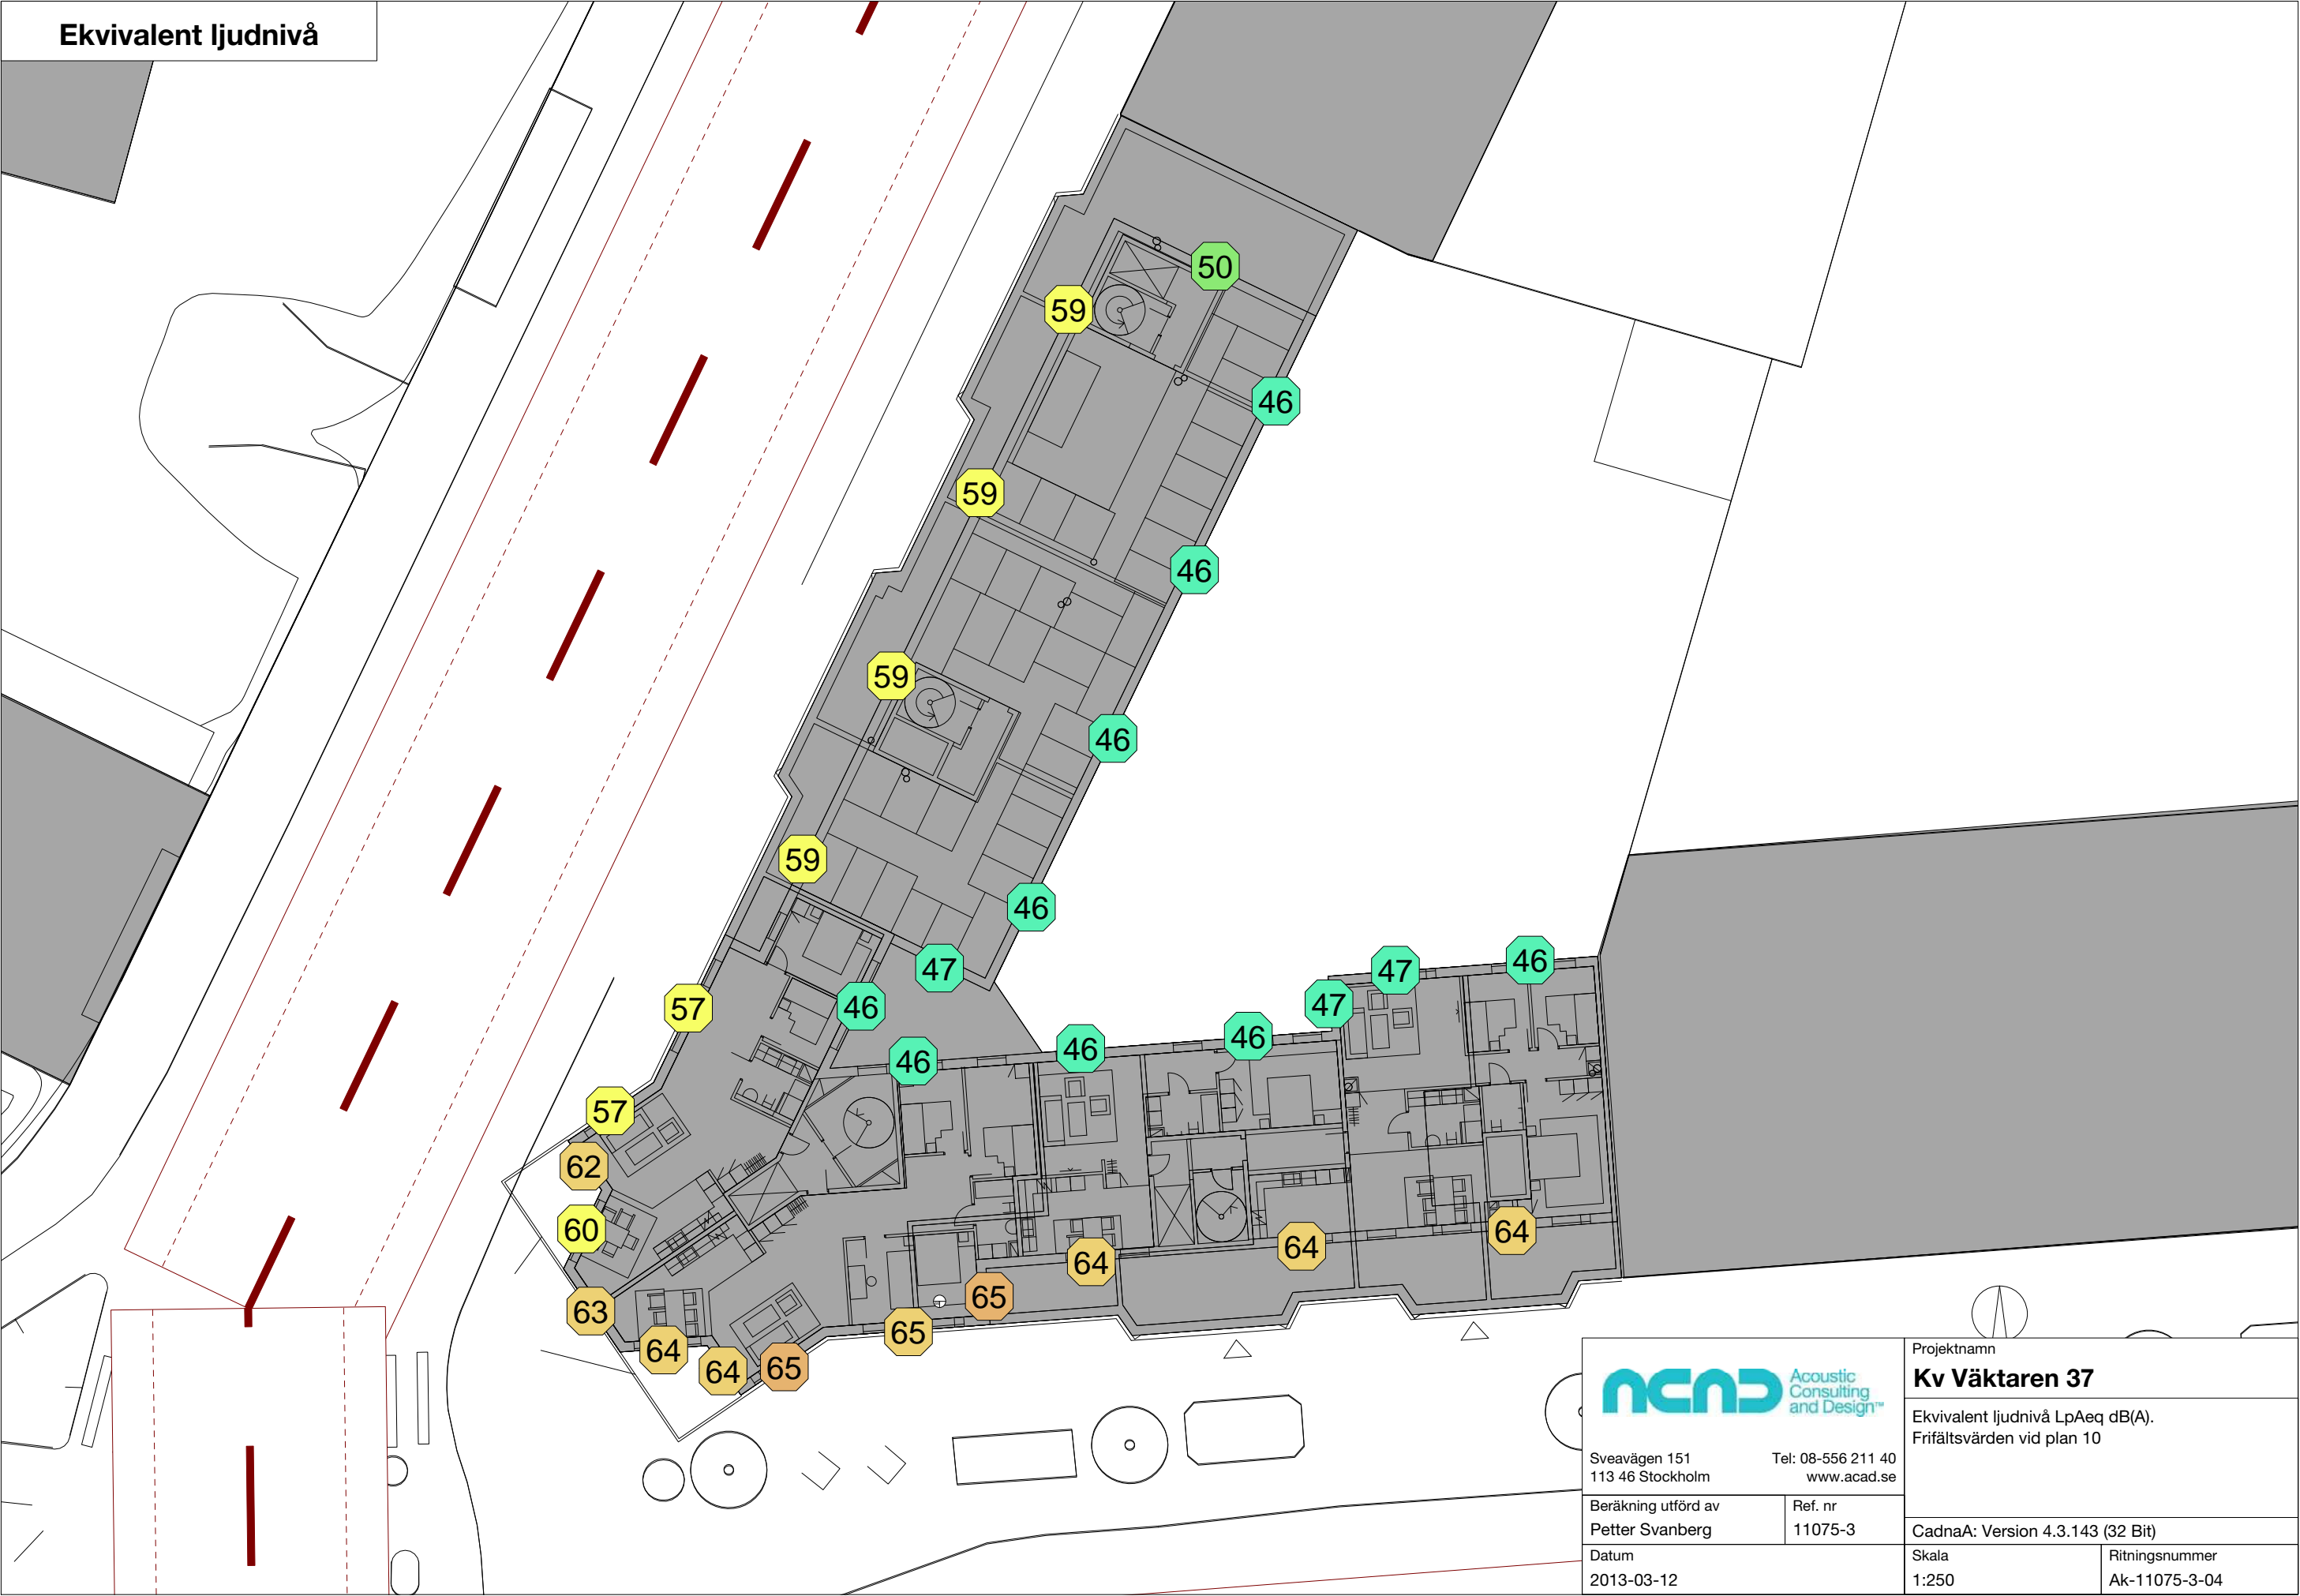 Ekvivalent ljudnivå
50
59
46
59
46
59
46
59
46
47
57
46
47
46
47
46
46
46
57
62
60
64
64
64
63
65
65
64
64
65
Acoustic
Consulting
and Design™
Sveavägen 151
113 46 Stockholm
Tel: 08-556 211 40
www.acad.se
Projektnamn
Kv Väktaren 37
Ekvivalent ljudnivå LpAeq dB(A).
Frifältsvärden vid plan 10
Beräkning utförd av
Petter Svanberg
Ref. nr
11075-3
CadnaA: Version 4.3.143 (32 Bit)
Datum
2013-03-12
Skala
1:250
Ritningsnummer
Ak-11075-3-04